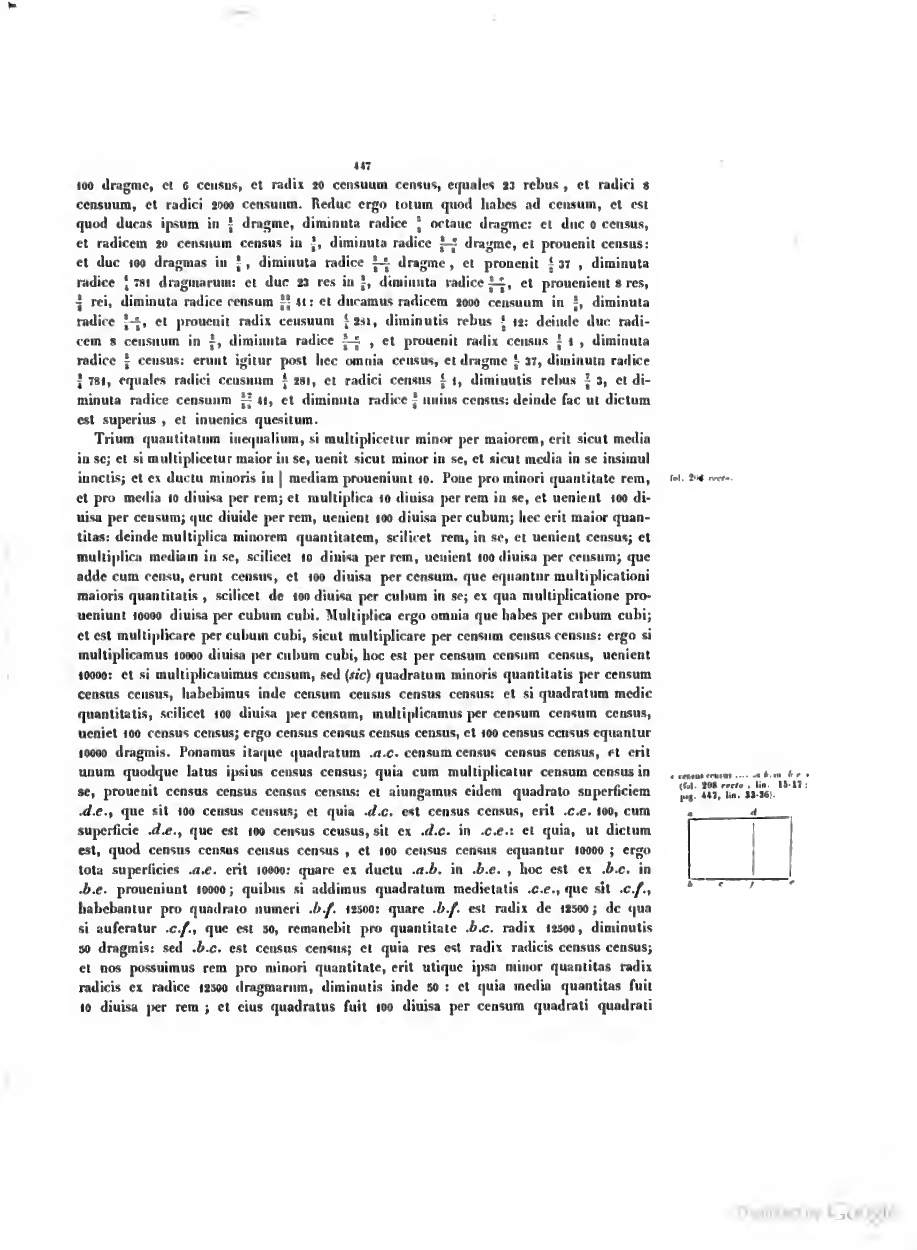 447
100 dragme, et 6 census, et radix 20 censuum census, equales 23 rebus, et radici 8
censuum, et radici 2000 censuum. Reduc ergo totum quod habes ad censum, et est
quod ducas ipsum in dragme, diminuta radice octaue dragme: et duc 6 census,
et radicem 20 censuum census in, diminuta radice dragme, et prouenit census:
et duc 100 dragmas in, diminuta radice dragme, et prouenit 37, diminuta
radice 781 dragmarum: et duc 23 res in, diminuta radice, et prouenient 8 res,
rei, diminuta radice censum 41: et ducamus radicem 2000 censuum in, diminuta
radice, et prouenit radix censuum 281, diminutis rebus 12: deinde duc radi-
cem 8 censuum in, diminuta radice, et prouenit radix census 1, diminuta
radice census: erunt igitur post hec omnia census, et dragme 37, diminuta radice
781, equales radici censuum 281, et radici census 1, diminutis rebus 3, et di-
minuta radice censuum 41, et diminuta radice unius census: deinde fac ut dictum
est superius, et inuenies quesitum.
Trium quantitatum inequalium, si multiplicetur minor per maiorem, erit sicut media
in se; et si multiplicetur maior in se, uenit sicut minor in se, et sicut media in se insimul
iunctis; et ex ductu minoris in | mediam proueniunt 10. Pone pro minori quantitate rem,
fol. 208 recto.
et pro media 10 diuisa per rem; et multiplica 10 diuisa per rem in se, et uenient 100 di-
uisa per censum; que diuide per rem, uenient 100 diuisa per cubum; hec erit maior quan-
titas: deinde multiplica minorem quantitatem, scilicet rem, in se, et uenient census; et
multiplica mediam in se, scilicet 10 diuisa per rem, uenient 100 diuisa per censum; que
adde cum censu, erunt census, et 100 diuisa per censum. que equantur multiplicationi
maioris quantitatis, scilicet de 100 diuisa per cubum in se; ex qua multiplicatione pro-
ueniunt 10000 diuisa per cubum cubi. Multiplica ergo omnia que habes per cubum cubi;
et est multiplicare per cubum cubi, sicut multiplicare per censum census census: ergo si
multiplicamus 10000 diuisa per cubum cubi, hoc est per censum censum census, uenient
10000: et si multiplicauimus censum, sed (sic) quadratum minoris quantitatis per censum
census census, habebimus inde censum census census census: et si quadratum medie
quantitatis, scilicet 100 diuisa per censum, multiplicamus per censum censum census,
ueniet 100 census census; ergo census census census census, et 100 census census equantur
10000 dragmis. Ponamus itaque quadratum .a.c. censum census census census, et erit
unum quodque latus ipsius census census; quia cum multiplicatur censum census in
« census census .... .a b. in b e »
(fol. 208 recto, lin. 15-17;
pag. 447, lin. 33-36).
se, prouenit census census census census: et aiungamus eidem quadrato superficiem
.d.e., que sit 100 census census; et quia .d.c. est census census, erit .c.e. 100, cum
superficie .d.e., que est 100 census census, sit ex .d.c. in .c.e.: et quia, ut dictum
est, quod census census census census, et 100 census census equantur 10000; ergo
tota superficies .a.e. erit 10000: quare ex ductu .a.b. in .b.e., hoc est ex .b.c. in
a d
b c f e
.b.e. proueniunt 10000; quibus si addimus quadratum medietatis .c.e., que sit .c.f.,
habebantur pro quadrato numeri .b.f. 12500: quare .b.f. est radix de 12500; de qua
si auferatur .c.f., que est 50, remanebit pro quantitate .b.c. radix 12500, diminutis
50 dragmis: sed .b.c. est census census; et quia res est radix radicis census census;
et nos possuimus rem pro minori quantitate, erit utique ipsa minor quantitas radix
radicis ex radice 12500 dragmarum, diminutis inde 50 : et quia media quantitas fuit
10 diuisa per rem ; et eius quadratus fuit 100 diuisa per censum quadrati quadrati
Digitized by Google